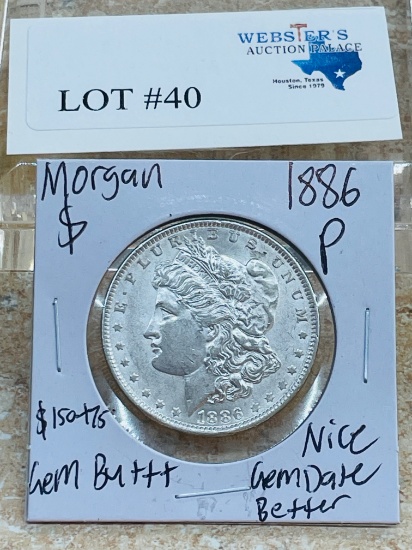 WEBSTER'S
AUCTION PALACE
Houston, Texas
Since 1979
LOT #40
Morgan 1886
$ P
E·PLURIBUS·UNUM
1886
$150+75
Gem Bu++++
Nice
Gem Date
Better